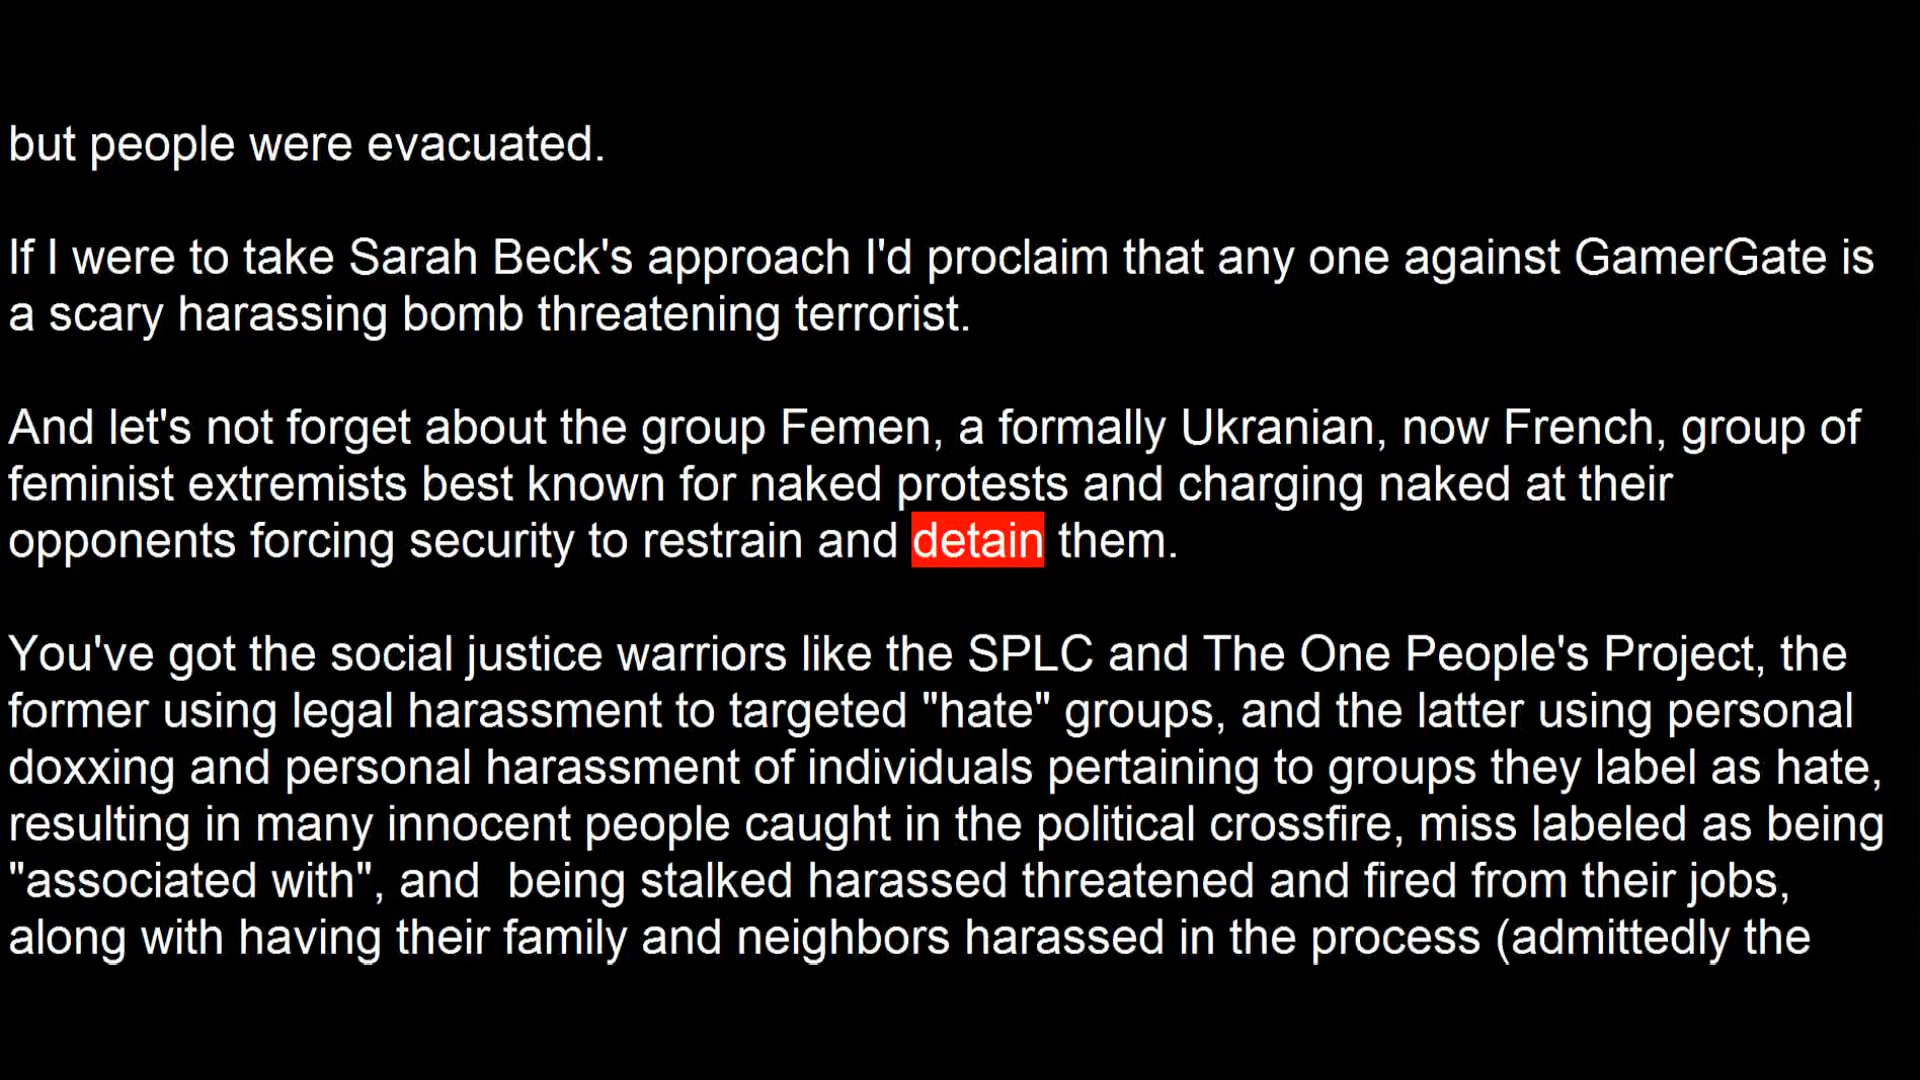 but people were evacuated.
If I were to take Sarah Beck's approach I'd proclaim that any one against GamerGate is
a scary harassing bomb threatening terrorist.
And let's not forget about the group Femen, a formally Ukranian, now French, group of
feminist extremists best known for naked protests and charging naked at their
opponents forcing security to restrain and detain them.
You've got the social justice warriors like the SPLC and The One People's Project, the
former using legal harassment to targeted "hate" groups, and the latter using personal
doxxing and personal harassment of individuals pertaining to groups they label as hate,
resulting in many innocent people caught in the political crossfire, miss labeled as being
"associated with", and  being stalked harassed threatened and fired from their jobs,
along with having their family and neighbors harassed in the process (admittedly the